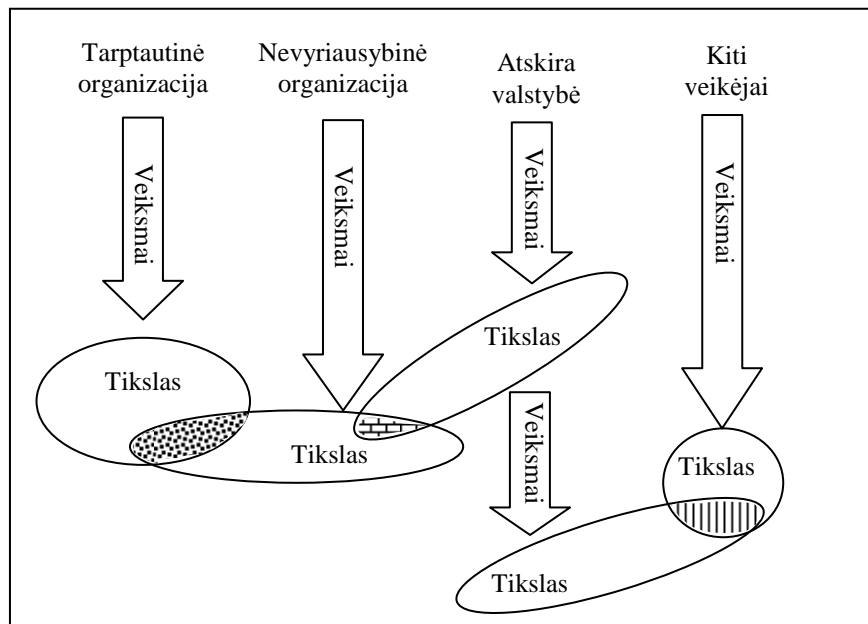 Tarptautinė
organizacija
Nevyriausybinė
organizacija
Atskira
valstybė
Kiti
veikėjai
Veiksmai
Veiksmai
Veiksmai
Veiksmai
Tikslas
Tikslas
Tikslas
Veiksmai
Tikslas
Tikslas